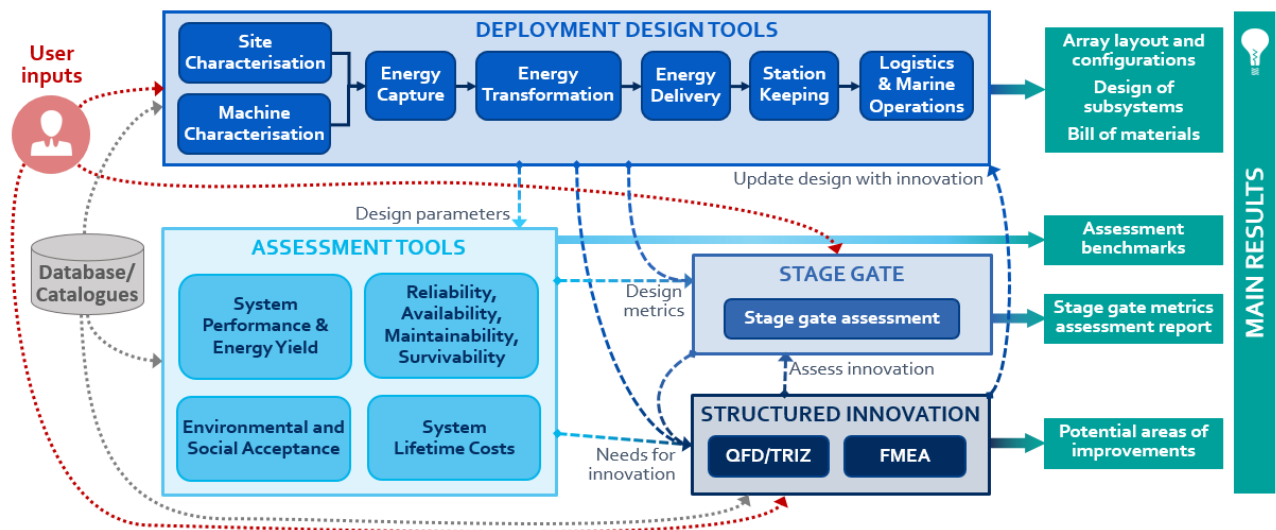 User
inputs
Database/
Catalogues
DEPLOYMENT DESIGN TOOLS
Site
Characterisation
Machine
Characterisation
Energy
Capture
Energy
Transformation
Energy
Delivery
Station
Keeping
Logistics
& Marine
Operations
Design parameters
Update design with innovation
ASSESSMENT TOOLS
System
Performance &
Energy Yield
Reliability,
Availability,
Maintainability,
Survivability
Environmental and
Social Acceptance
System
Lifetime Costs
Design
metrics
Needs for
innovation
STAGE GATE
Stage gate assessment
Assess innovation
STRUCTURED INNOVATION
QFD/TRIZ
FMEA
Array layout and
configurations
Design of
subsystems
Bill of materials
Assessment
benchmarks
Stage gate metrics
assessment report
Potential areas of
improvements
MAIN RESULTS